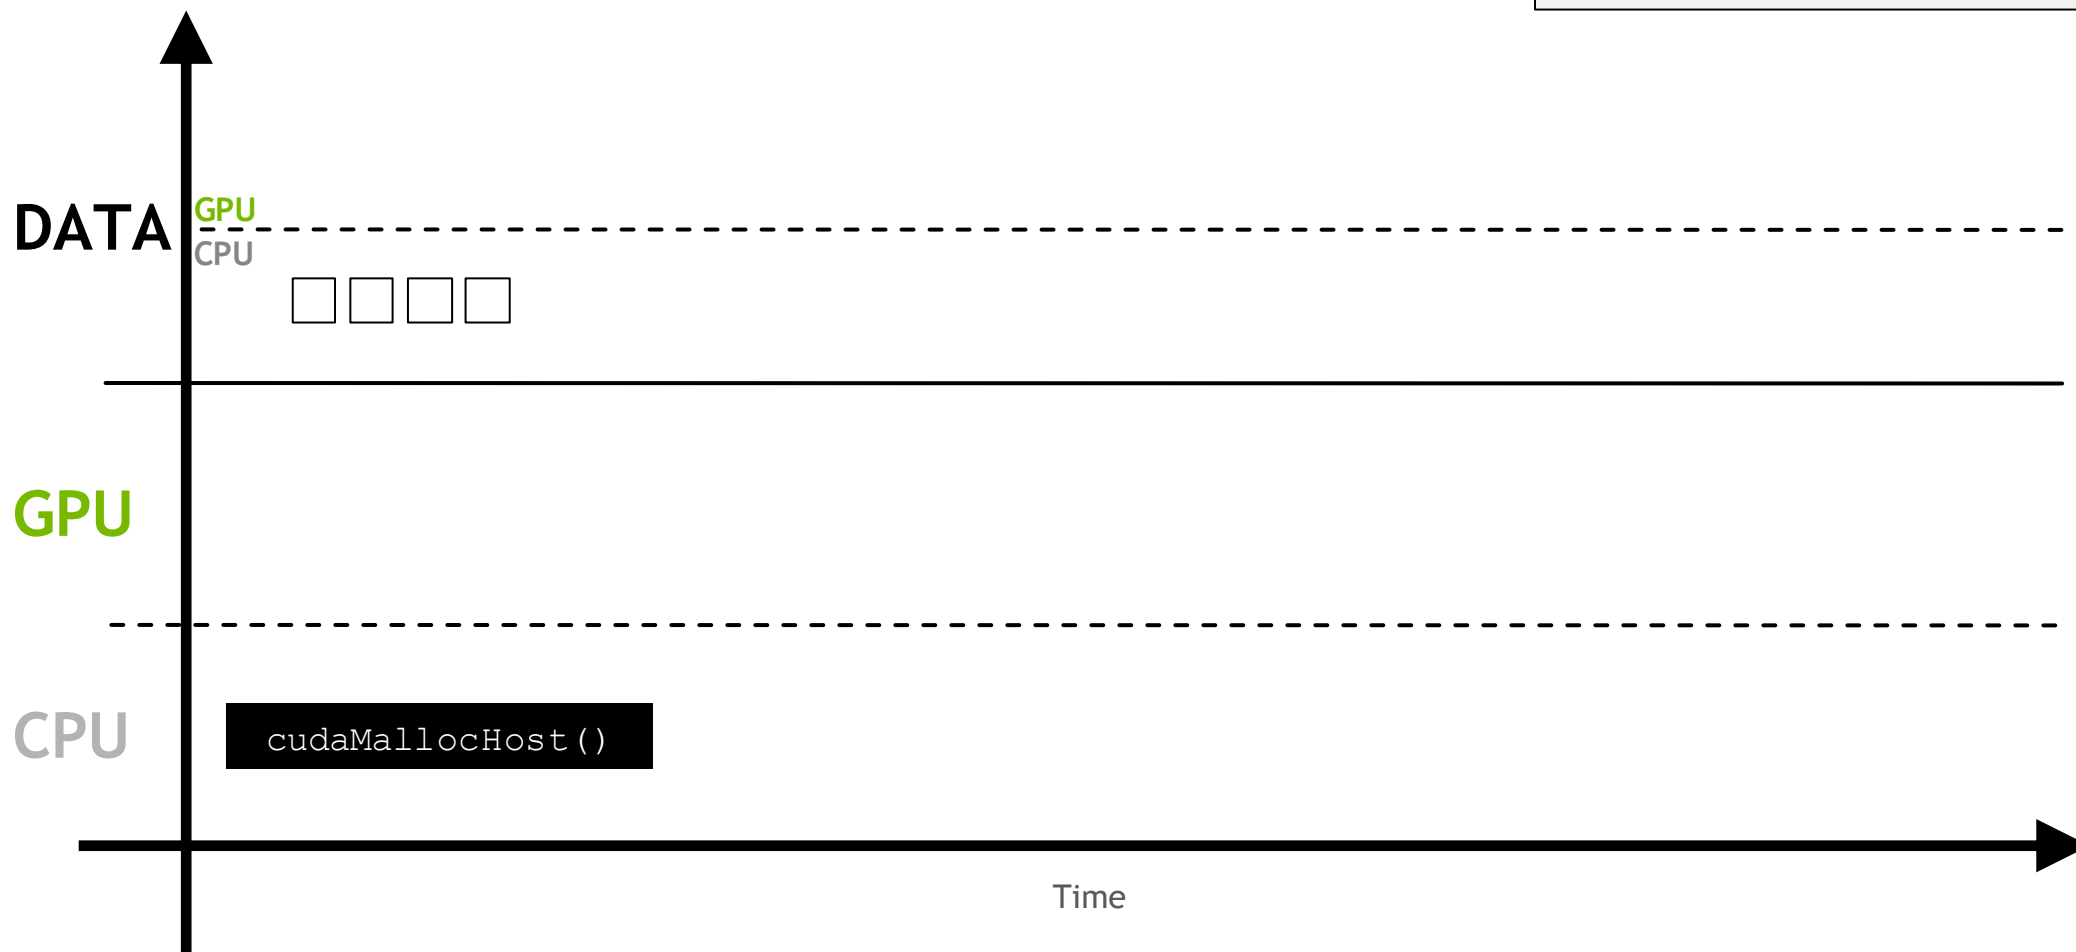 GPU
DATA
CPU
GPU
CPU
cudaMallocHost()
Time